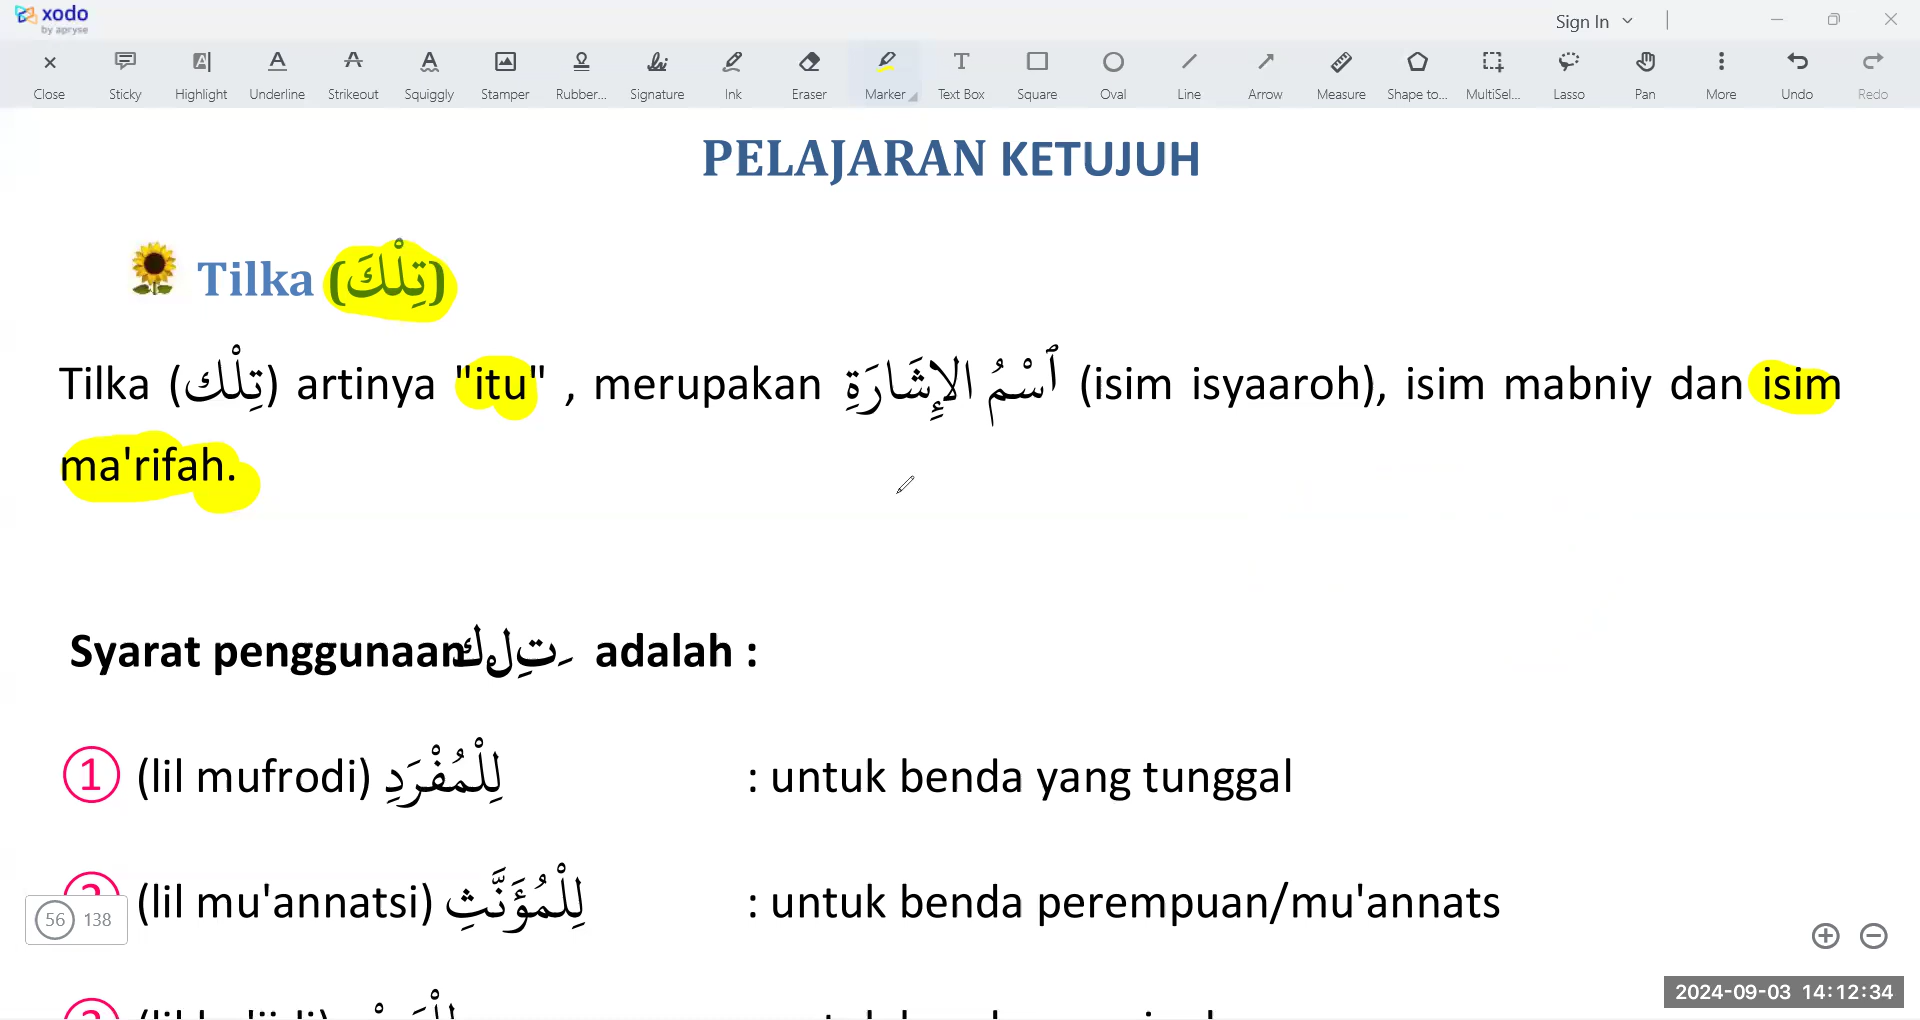 xodo
by apryse
Sign In
Close Sticky Highlight Underline Strikeout Squiggly Stamper Rubber... Signature Ink Eraser Marker Text Box Square Oval Line Arrow Measure Shape to... MultiSel... Lasso Pan More Undo Redo
PELAJARAN KETUJUH
Tilka (تِلْكَ)
Tilka (تِلْك) artinya "itu" , merupakan ٱسْمُ الإِشَارَةِ (isim isyaaroh), isim mabniy dan isim
ma'rifah.
Syarat penggunaan تِلك adalah :
1 (lil mufrodi) لِلْمُفْرَدِ : untuk benda yang tunggal
2 (lil mu'annatsi) لِلْمُؤَنَّثِ : untuk benda perempuan/mu'annats
56 138
2024-09-03 14:12:34